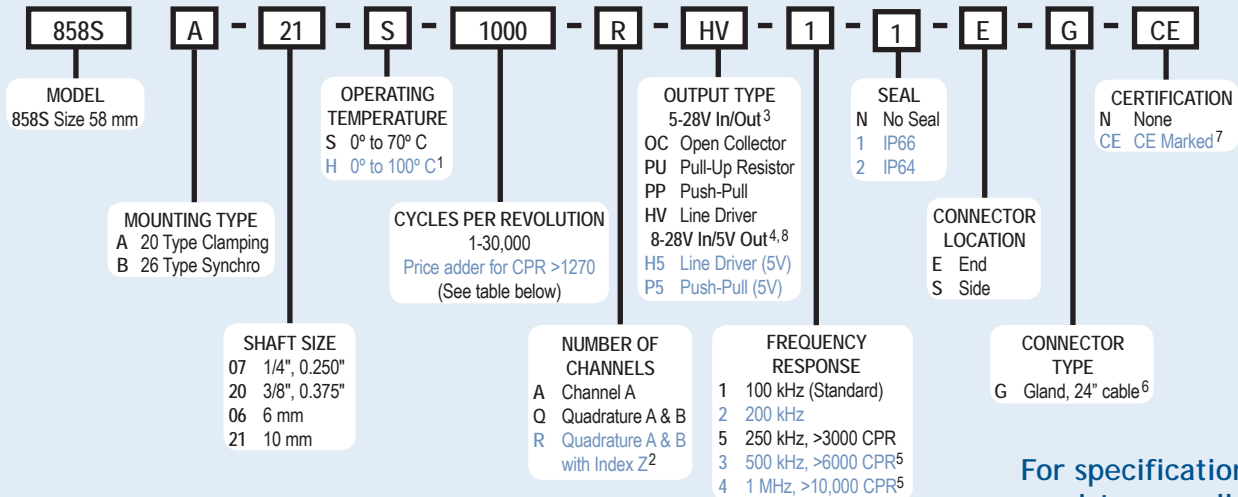 858S A - 21 - S - 1000 - R - HV - 1 - 1 - E - G - CE
MODEL
858S Size 58 mm
MOUNTING TYPE
A 20 Type Clamping
B 26 Type Synchro
SHAFT SIZE
07 1/4", 0.250"
20 3/8", 0.375"
06 6 mm
21 10 mm
OPERATING
TEMPERATURE
S 0º to 70º C
H 0º to 100º C1
CYCLES PER REVOLUTION
1-30,000
Price adder for CPR >1270
(See table below)
NUMBER OF
CHANNELS
A Channel A
Q Quadrature A & B
R Quadrature A & B
with Index Z2
OUTPUT TYPE
5-28V In/Out3
OC Open Collector
PU Pull-Up Resistor
PP Push-Pull
HV Line Driver
8-28V In/5V Out4,8
H5 Line Driver (5V)
P5 Push-Pull (5V)
FREQUENCY
RESPONSE
1 100 kHz (Standard)
2 200 kHz
5 250 kHz, >3000 CPR
3 500 kHz, >6000 CPR5
4 1 MHz, >10,000 CPR5
SEAL
N No Seal
1 IP66
2 IP64
CONNECTOR
LOCATION
E End
S Side
CONNECTOR
TYPE
G Gland, 24” cable6
CERTIFICATION
N None
CE CE Marked7
For specification